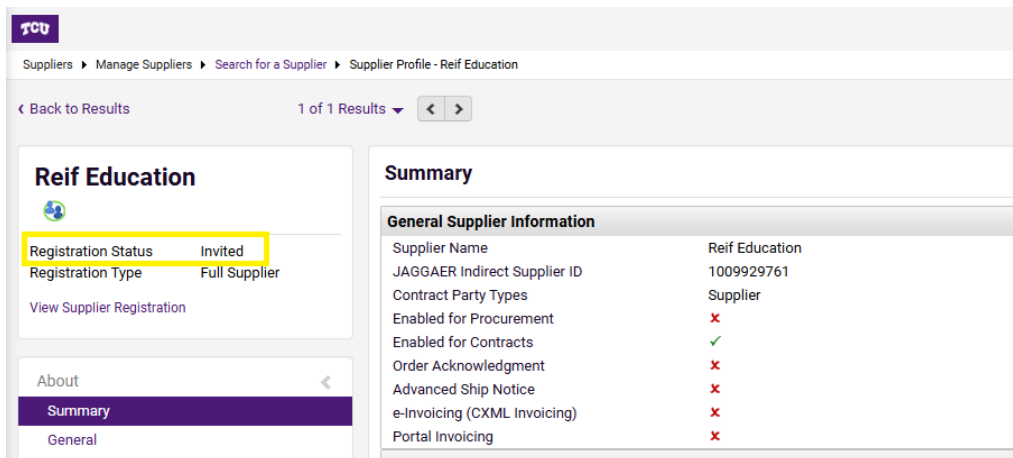 TCU
Suppliers Manage Suppliers Search for a Supplier Supplier Profile - Reif Education
Back to Results 1 of 1 Results
Reif Education
Registration Status Invited
Registration Type Full Supplier
View Supplier Registration
About
Summary
General
Summary
General Supplier Information
Supplier Name Reif Education
JAGGAER Indirect Supplier ID 1009929761
Contract Party Types Supplier
Enabled for Procurement ✘
Enabled for Contracts ✓
Order Acknowledgment ✘
Advanced Ship Notice ✘
e-Invoicing (CXML Invoicing) ✘
Portal Invoicing ✘